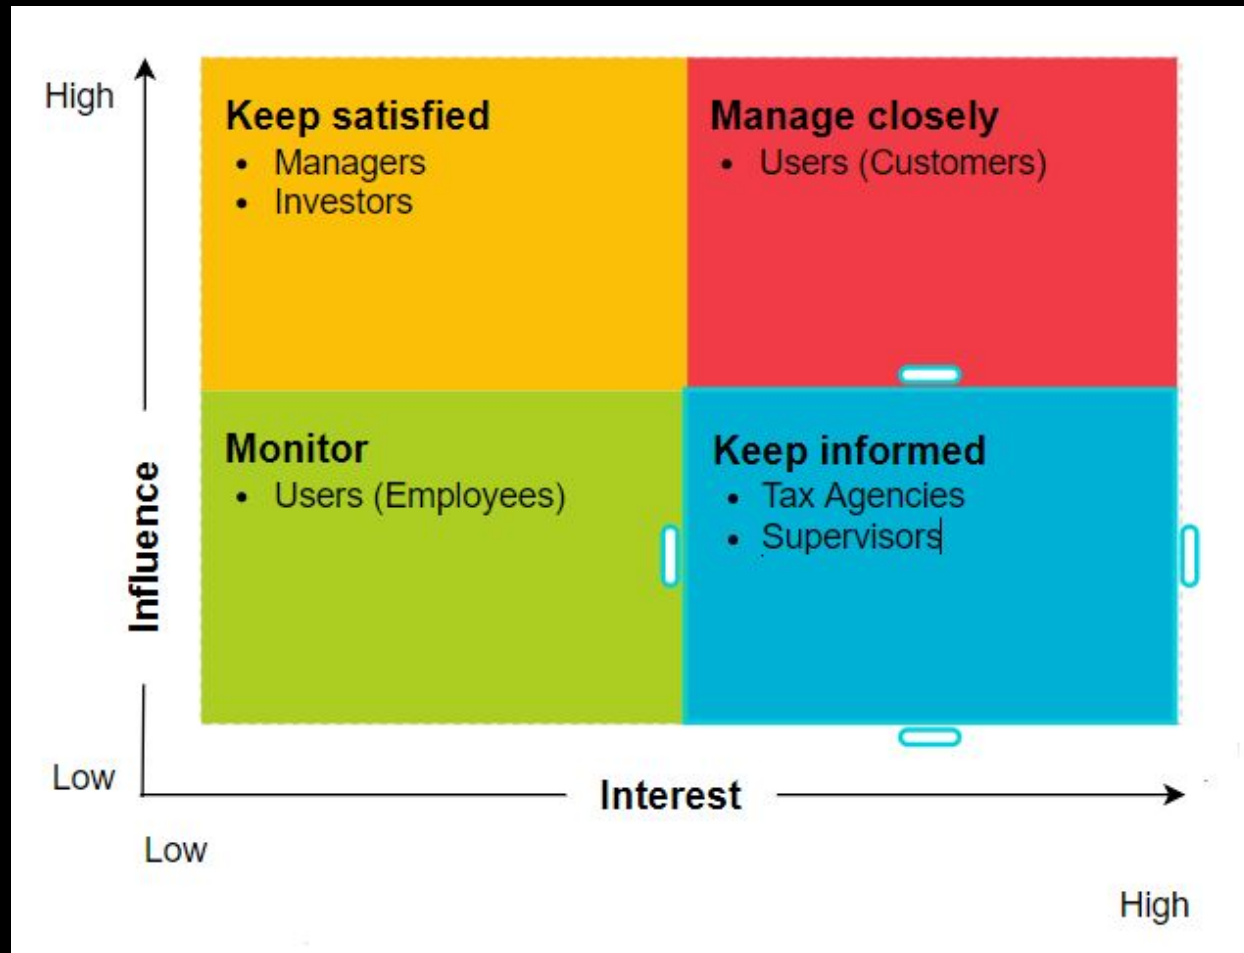 High
Keep satisfied
• Managers
• Investors
Manage closely
• Users (Customers)
Monitor
• Users (Employees)
Keep informed
• Tax Agencies
• Supervisors
Influence
Low
Interest
Low
High